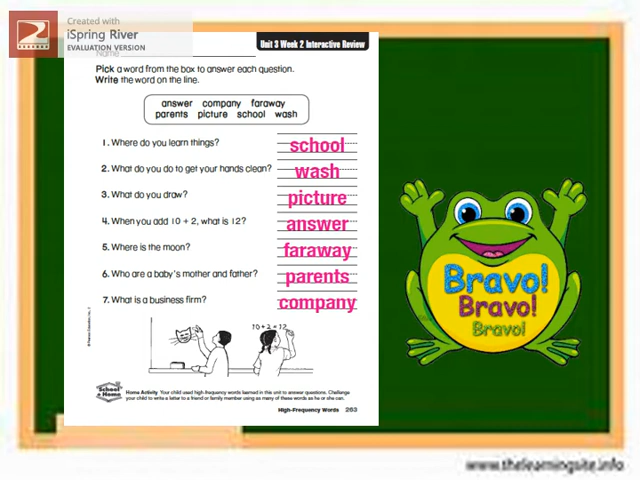 Created with
iSpring River
EVALUATION VERSION
Name
Unit 3 Week 2 Interactive Review
Pick a word from the box to answer each question.
Write the word on the line.
answer company faraway
parents picture school wash
1. Where do you learn things? school
2. What do you do to get your hands clean? wash
3. What do you draw? picture
4. When you add 10 + 2, what is 12? answer
5. Where is the moon? faraway
6. Who are a baby's mother and father? parents
7. What is a business firm? company
10+2=12
School + Home
Home Activity Your child used high-frequency words learned in this unit to answer questions. Challenge
your child to write a letter to a friend or family member using as many of these words as he or she can.
High-Frequency Words 263
Bravo!
Bravo!
Bravo!
www.thelearningsite.info